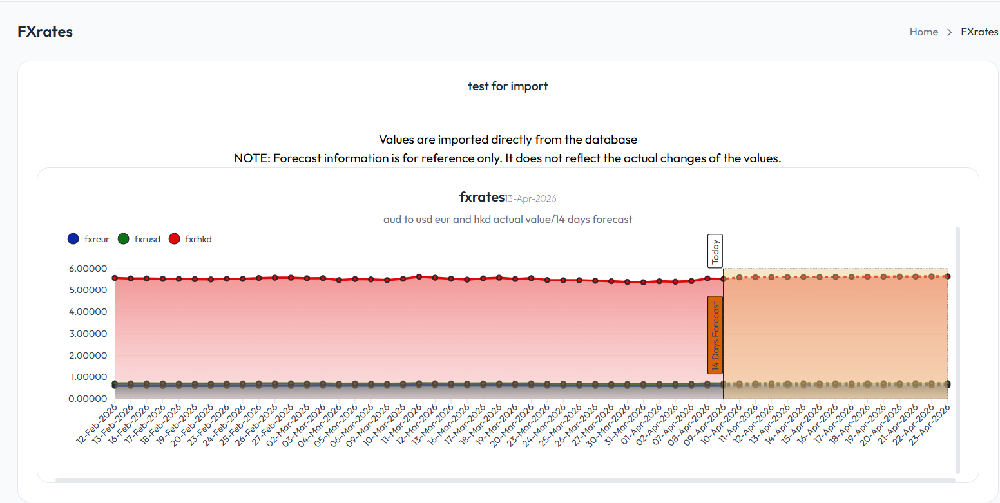 FXrates
Home > FXrates
test for import
Values are imported directly from the database
NOTE: Forecast information is for reference only. It does not reflect the actual changes of the values.
fxrates13-Apr-2026
aud to usd eur and hkd actual value/14 days forecast
fxreur fxrusd fxrhkd
Today
14 Days Forecast
6.00000
5.00000
4.00000
3.00000
2.00000
1.00000
0.00000
12-Feb-2026
13-Feb-2026
16-Feb-2026
17-Feb-2026
18-Feb-2026
19-Feb-2026
20-Feb-2026
23-Feb-2026
24-Feb-2026
25-Feb-2026
26-Feb-2026
27-Feb-2026
02-Mar-2026
03-Mar-2026
04-Mar-2026
05-Mar-2026
06-Mar-2026
09-Mar-2026
10-Mar-2026
11-Mar-2026
12-Mar-2026
13-Mar-2026
16-Mar-2026
17-Mar-2026
18-Mar-2026
19-Mar-2026
20-Mar-2026
23-Mar-2026
24-Mar-2026
25-Mar-2026
26-Mar-2026
27-Mar-2026
30-Mar-2026
31-Mar-2026
01-Apr-2026
02-Apr-2026
07-Apr-2026
08-Apr-2026
09-Apr-2026
10-Apr-2026
11-Apr-2026
12-Apr-2026
13-Apr-2026
14-Apr-2026
15-Apr-2026
16-Apr-2026
17-Apr-2026
18-Apr-2026
19-Apr-2026
20-Apr-2026
21-Apr-2026
22-Apr-2026
23-Apr-2026